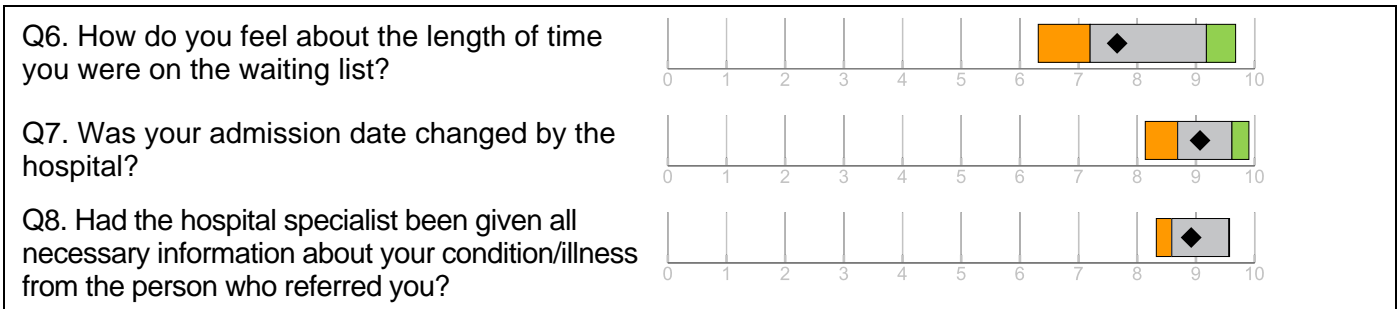 Q6. How do you feel about the length of time
you were on the waiting list?
0 1 2 3 4 5 6 7 8 9 10
Q7. Was your admission date changed by the
hospital?
0 1 2 3 4 5 6 7 8 9 10
Q8. Had the hospital specialist been given all
necessary information about your condition/illness
from the person who referred you?
0 1 2 3 4 5 6 7 8 9 10